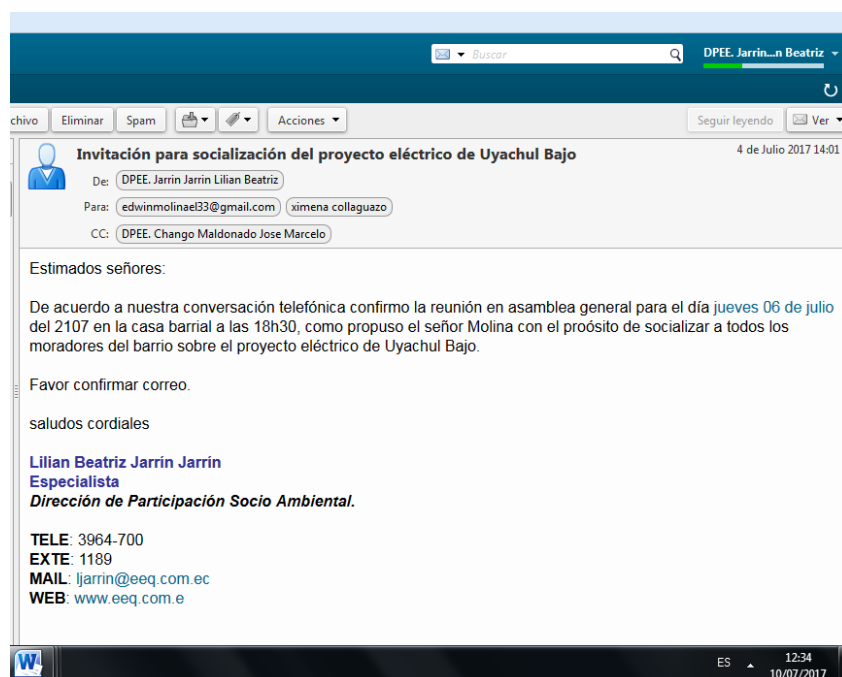 Buscar
DPEE. Jarrin...n Beatriz
chivo Eliminar Spam Acciones Seguir leyendo Ver
Invitación para socialización del proyecto eléctrico de Uyachul Bajo 4 de Julio 2017 14:01
De: DPEE. Jarrin Jarrin Lilian Beatriz
Para: edwinmolinael33@gmail.com ximena collaguazo
CC: DPEE. Chango Maldonado Jose Marcelo
Estimados señores:
De acuerdo a nuestra conversación telefónica confirmo la reunión en asamblea general para el día jueves 06 de julio
del 2107 en la casa barrial a las 18h30, como propuso el señor Molina con el proósito de socializar a todos los
moradores del barrio sobre el proyecto eléctrico de Uyachul Bajo.
Favor confirmar correo.
saludos cordiales
Lilian Beatriz Jarrín Jarrín
Especialista
Dirección de Participación Socio Ambiental.
TELE: 3964-700
EXTE: 1189
MAIL: ljarrin@eeq.com.ec
WEB: www.eeq.com.e
W
ES 12:34
10/07/2017